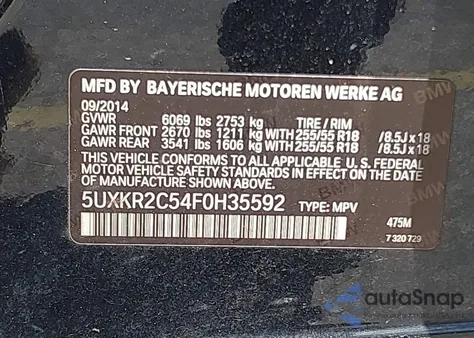 MFD BY BAYERISCHE MOTOREN WERKE AG
09/2014
GVWR 6069 lbs 2753 kg TIRE / RIM
GAWR FRONT 2670 lbs 1211 kg WITH 255/55 R18 /8.5J x 18
GAWR REAR 3541 lbs 1606 kg WITH 255/55 R18 /8.5J x 18
THIS VEHICLE CONFORMS TO ALL APPLICABLE U. S. FEDERAL
MOTOR VEHICLE SAFETY STANDARDS IN EFFECT ON THE
DATE OF MANUFACTURE SHOWN ABOVE.
5UXKR2C54F0H35592 TYPE: MPV
475M
7 320 729
BMW
autoSnap